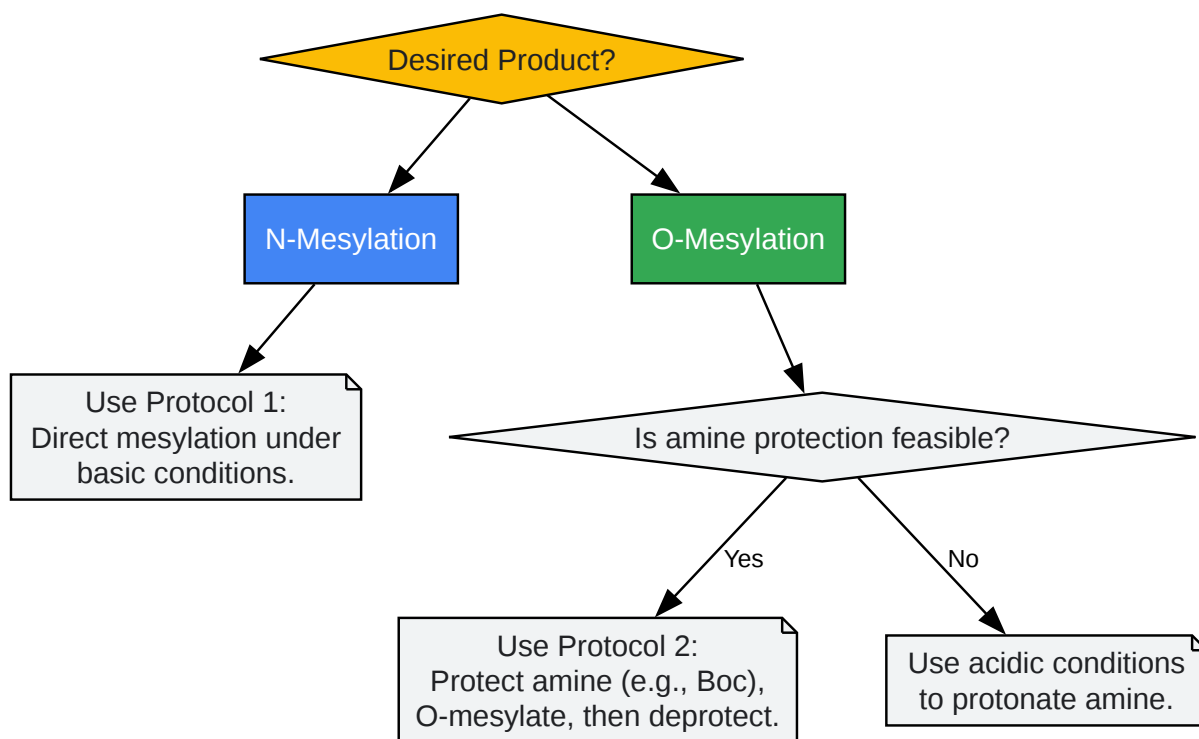 Desired Product?
N-Mesylation
O-Mesylation
Use Protocol 1:
Direct mesylation under
basic conditions.
Is amine protection feasible?
Yes
No
Use Protocol 2:
Protect amine (e.g., Boc),
O-mesylate, then deprotect.
Use acidic conditions
to protonate amine.